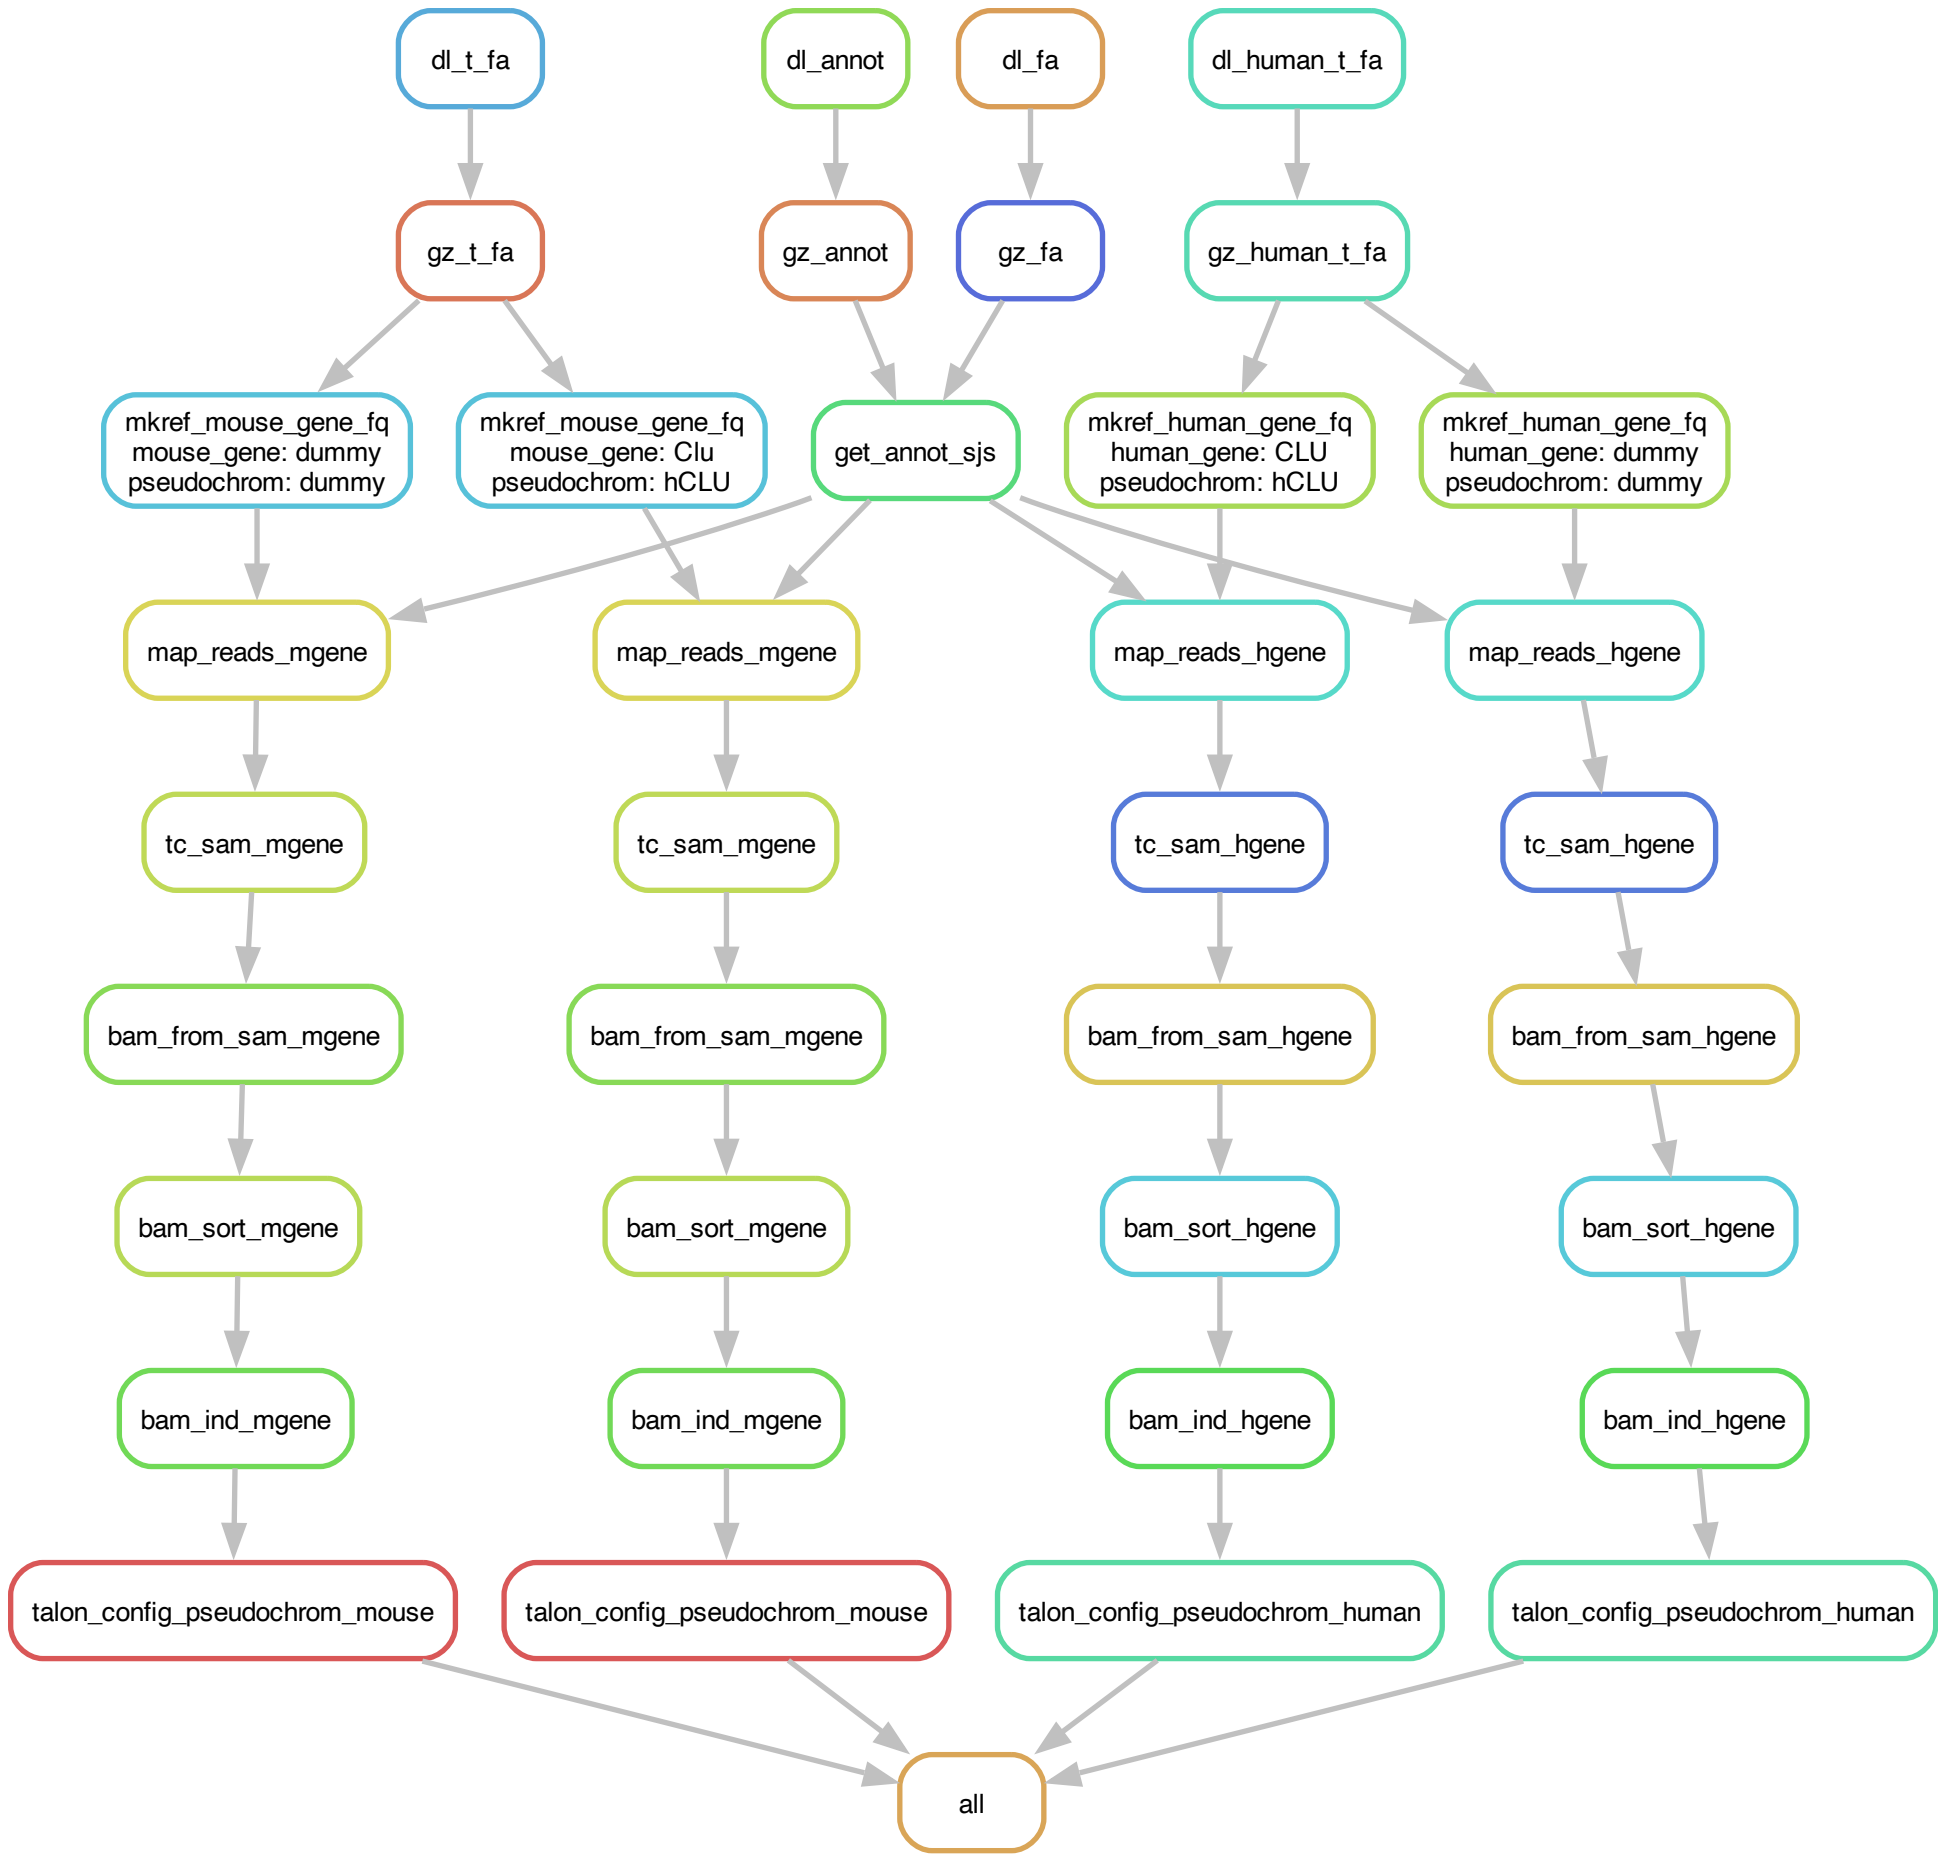 dl_t_fa
dl_annot
dl_fa
dl_human_t_fa
gz_t_fa
gz_annot
gz_fa
gz_human_t_fa
mkref_mouse_gene_fq
mouse_gene: dummy
pseudochrom: dummy
mkref_mouse_gene_fq
mouse_gene: Clu
pseudochrom: hCLU
get_annot_sjs
mkref_human_gene_fq
human_gene: CLU
pseudochrom: hCLU
mkref_human_gene_fq
human_gene: dummy
pseudochrom: dummy
map_reads_mgene
map_reads_mgene
map_reads_hgene
map_reads_hgene
tc_sam_mgene
tc_sam_mgene
tc_sam_hgene
tc_sam_hgene
bam_from_sam_mgene
bam_from_sam_mgene
bam_from_sam_hgene
bam_from_sam_hgene
bam_sort_mgene
bam_sort_mgene
bam_sort_hgene
bam_sort_hgene
bam_ind_mgene
bam_ind_mgene
bam_ind_hgene
bam_ind_hgene
talon_config_pseudochrom_mouse
talon_config_pseudochrom_mouse
talon_config_pseudochrom_human
talon_config_pseudochrom_human
all